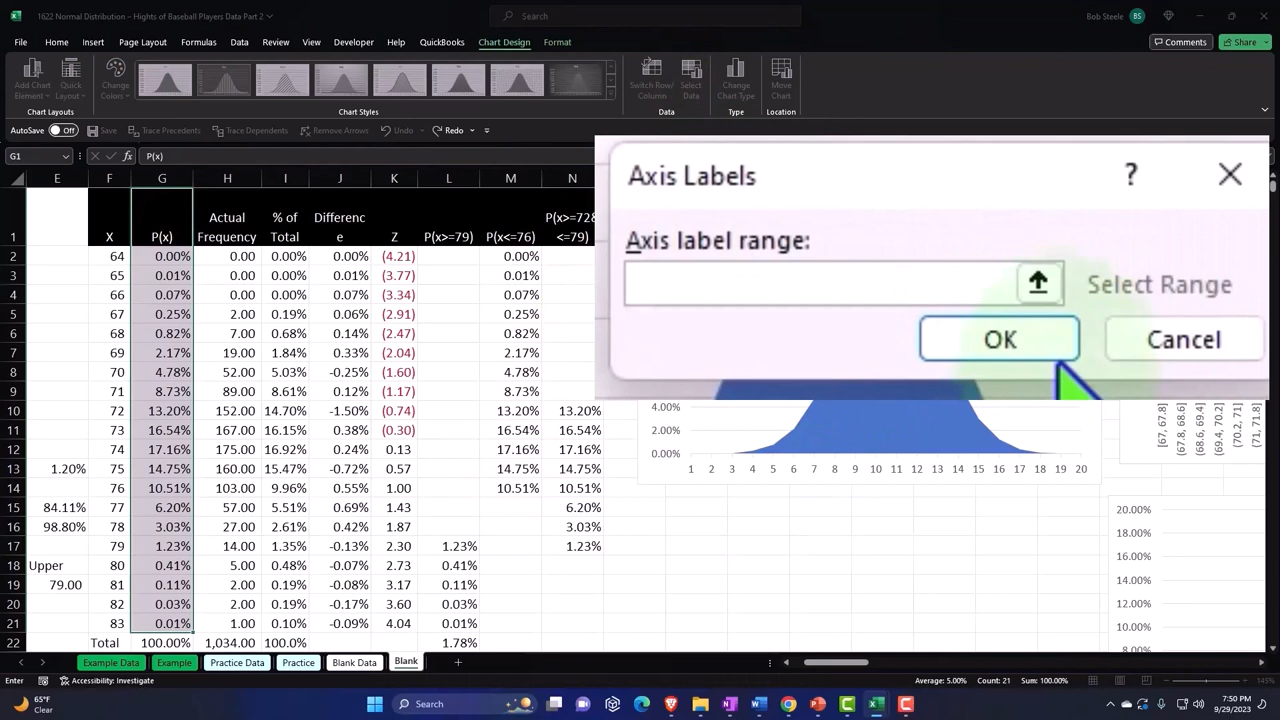 1622 Normal Distribution – Hights of Baseball Players Data Part 2
Search
Bob Steele BS
File Home Insert Page Layout Formulas Data Review View Developer Help QuickBooks Chart Design Format
Comments Share
Add Chart Element Quick Layout Change Colors Switch Row/ Column Select Data Change Chart Type Move Chart
Chart Layouts Chart Styles Data Type Location
AutoSave Off Save Trace Precedents Trace Dependents Remove Arrows Undo Redo
G1 fx P(x)
E F G H I J K L M N
1 X P(x) Actual Frequency % of Total Differenc e Z P(x>=79) P(x<=76) P(x>=72& <=79)
2 64 0.00% 0.00 0.00% 0.00% (4.21) 0.00%
3 65 0.01% 0.00 0.00% 0.01% (3.77) 0.01%
4 66 0.07% 0.00 0.00% 0.07% (3.34) 0.07%
5 67 0.25% 2.00 0.19% 0.06% (2.91) 0.25%
6 68 0.82% 7.00 0.68% 0.14% (2.47) 0.82%
7 69 2.17% 19.00 1.84% 0.33% (2.04) 2.17%
8 70 4.78% 52.00 5.03% -0.25% (1.60) 4.78%
9 71 8.73% 89.00 8.61% 0.12% (1.17) 8.73%
10 72 13.20% 152.00 14.70% -1.50% (0.74) 13.20% 13.20%
11 73 16.54% 167.00 16.15% 0.38% (0.30) 16.54% 16.54%
12 74 17.16% 175.00 16.92% 0.24% 0.13 17.16% 17.16%
13 1.20% 75 14.75% 160.00 15.47% -0.72% 0.57 14.75% 14.75%
14 76 10.51% 103.00 9.96% 0.55% 1.00 10.51% 10.51%
15 84.11% 77 6.20% 57.00 5.51% 0.69% 1.43 6.20%
16 98.80% 78 3.03% 27.00 2.61% 0.42% 1.87 3.03%
17 79 1.23% 14.00 1.35% -0.13% 2.30 1.23% 1.23%
18 Upper 80 0.41% 5.00 0.48% -0.07% 2.73 0.41%
19 79.00 81 0.11% 2.00 0.19% -0.08% 3.17 0.11%
20 82 0.03% 2.00 0.19% -0.17% 3.60 0.03%
21 83 0.01% 1.00 0.10% -0.09% 4.04 0.01%
22 Total 100.00% 1,034.00 100.0% 1.78%
Axis Labels ?
Axis label range:
Select Range
OK Cancel
4.00%
2.00%
0.00%
1 2 3 4 5 6 7 8 9 10 11 12 13 14 15 16 17 18 19 20
[67, 67.8]
(67.8, 68.6]
(68.6, 69.4]
(69.4, 70.2]
(70.2, 71]
(71, 71.8]
20.00%
18.00%
16.00%
14.00%
12.00%
10.00%
8.00%
Example Data Example Practice Data Practice Blank Data Blank
Enter Accessibility: Investigate Average: 5.00% Count: 21 Sum: 100.00% 145%
65°F
Clear
Search
7:50 PM
9/29/2023